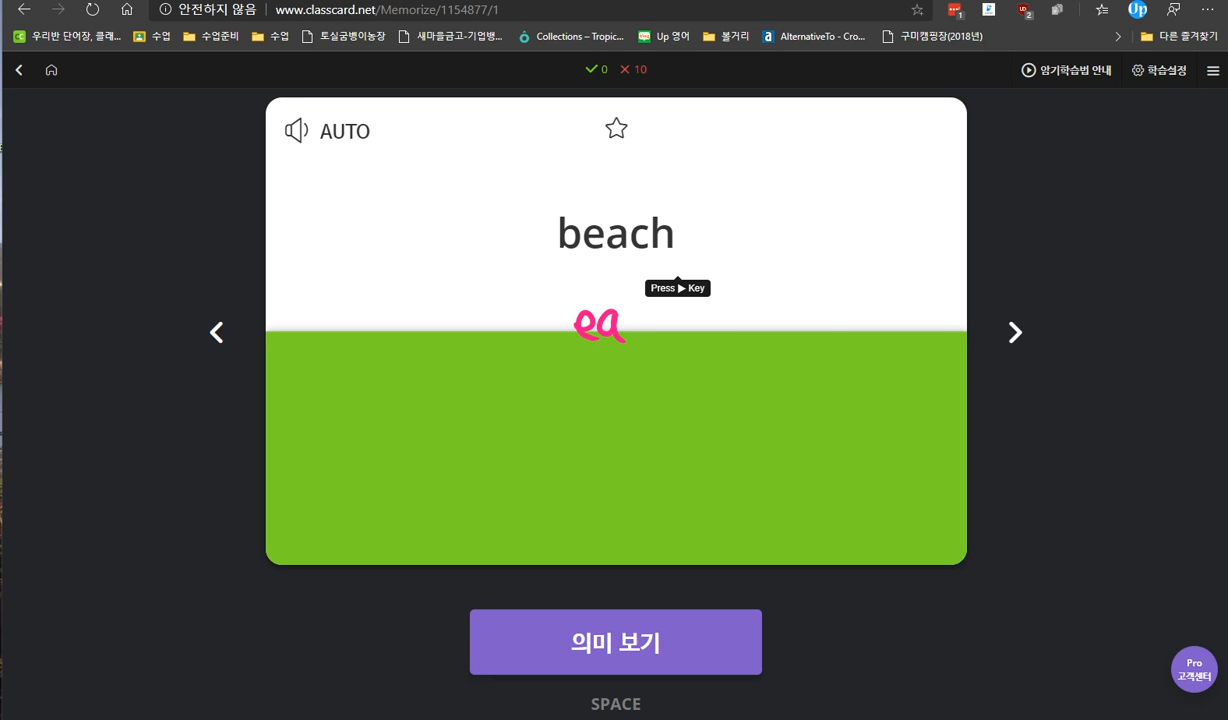 안전하지 않음 www.classcard.net/Memorize/1154877/1
우리반 단어장, 클래... 수업 수업준비 수업 토실굼벵이농장 새마을금고-기업뱅... Collections – Tropic... Up 영어 볼거리 AlternativeTo - Cro... 구미캠핑장(2018년) 다른 즐겨찾기
0 10 암기학습법 안내 학습설정
AUTO
beach
Press ▶ Key
ea
의미 보기
SPACE
Pro
고객센터